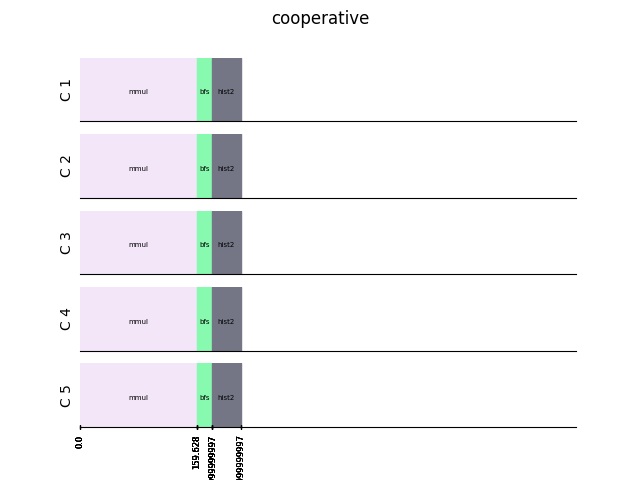 cooperative
C 1
mmul
bfs
hist2
C 2
mmul
bfs
hist2
C 3
mmul
bfs
hist2
C 4
mmul
bfs
hist2
C 5
mmul
bfs
hist2
0.0
159.628